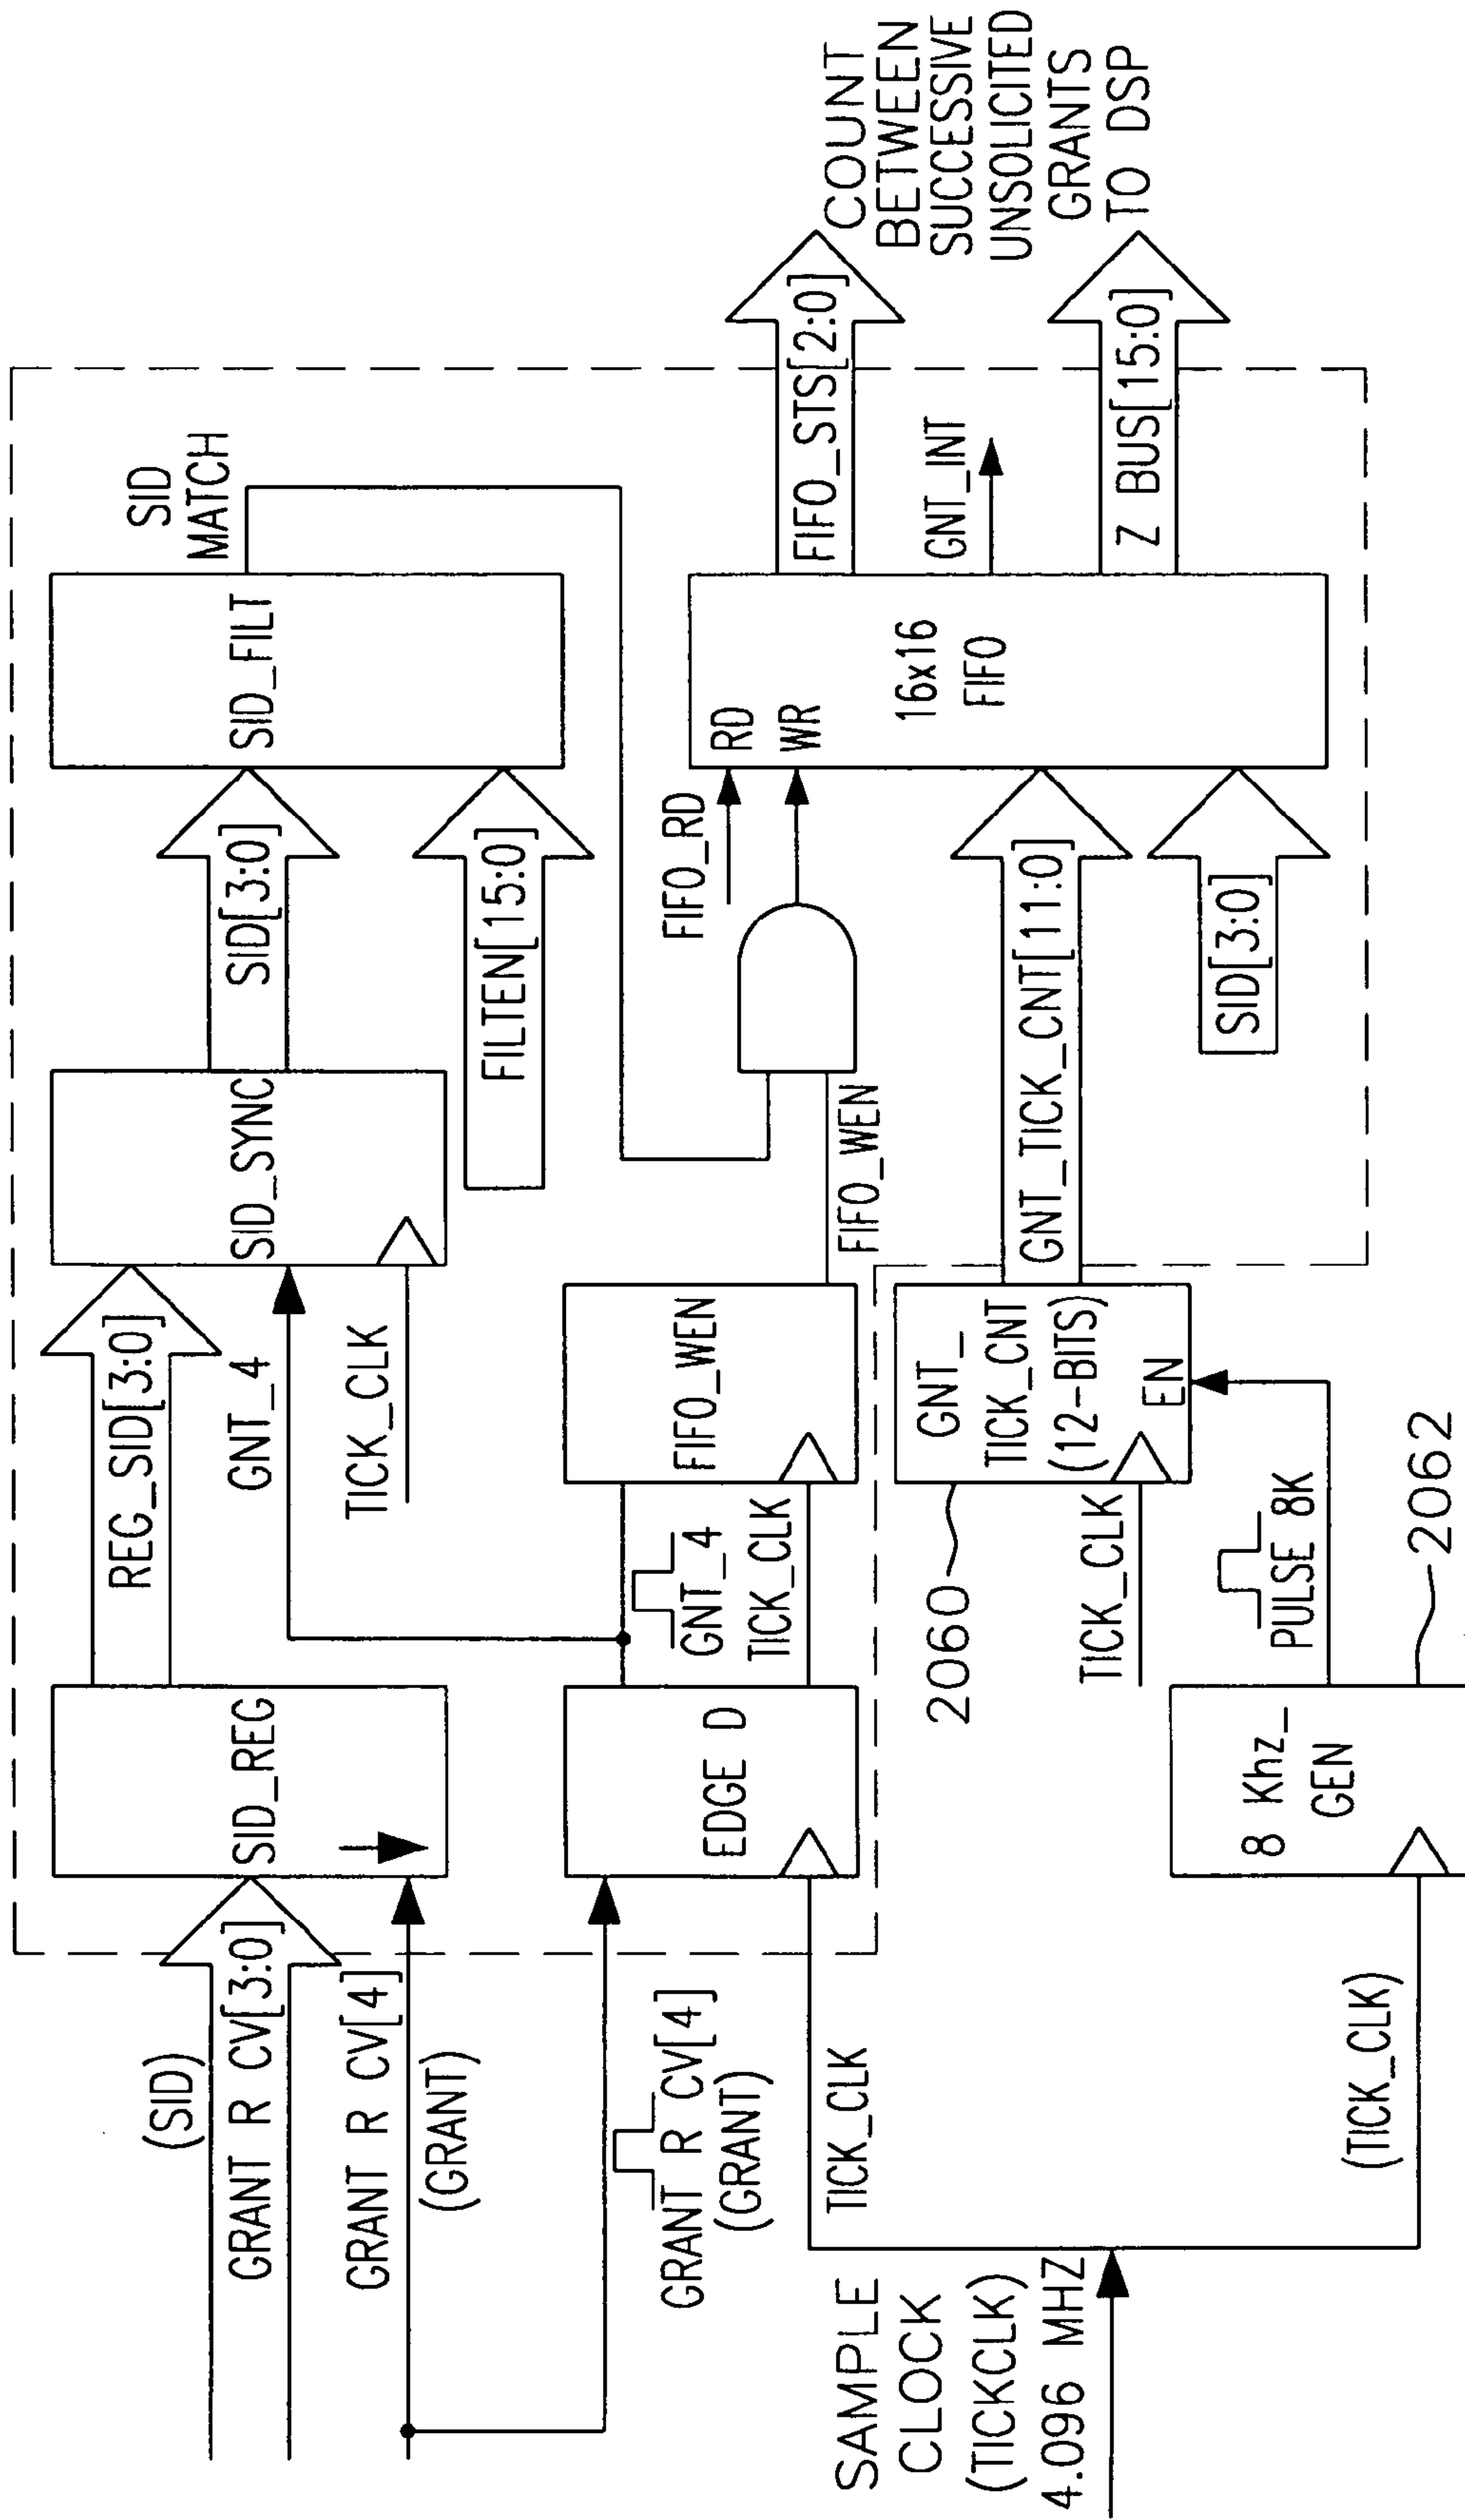 (SID)
GRANT R CV[3:0]
GRANT R CV[4]
(GRANT)
GRANT R CV[4]
(GRANT)
TICK_CLK
SAMPLE
CLOCK
(TICKCLK)
4.096 MHZ
(TICK_CLK)
SID_REG
EDGE D
8 Khz_
GEN
2062
REG_SID[3:0]
GNT_4
TICK_CLK
GNT_4
TICK_CLK
2060
TICK_CLK
PULSE 8K
SID_SYNC
FIFO_WEN
GNT_
TICK_CNT
(12-BITS)
EN
SID[3:0]
FILTEN[15:0]
FIFO_WEN
FIFO_RD
GNT_TICK_CNT[11:0]
SID[3:0]
SID_FILT
RD
WR
16x16
FIFO
SID
MATCH
FIFO_STS[2:0]
GNT_INT
Z BUS[15:0]
COUNT
BETWEEN
SUCCESSIVE
UNSOLICITED
GRANTS
TO DSP